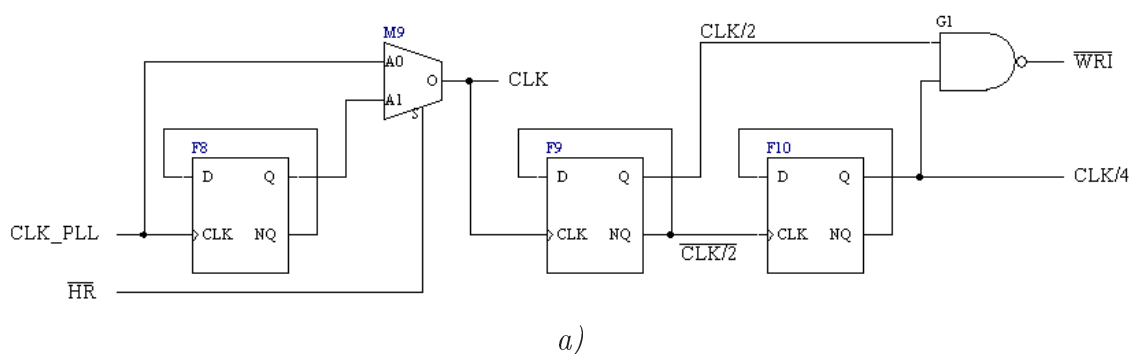 G1
M9
CLK/2
A0
WRI
O
CLK
A1
S
F8
F9
F10
D Q
D Q
D Q
CLK/4
CLK_PLL
CLK NQ
CLK NQ
CLK NQ
CLK/2
HR
a)